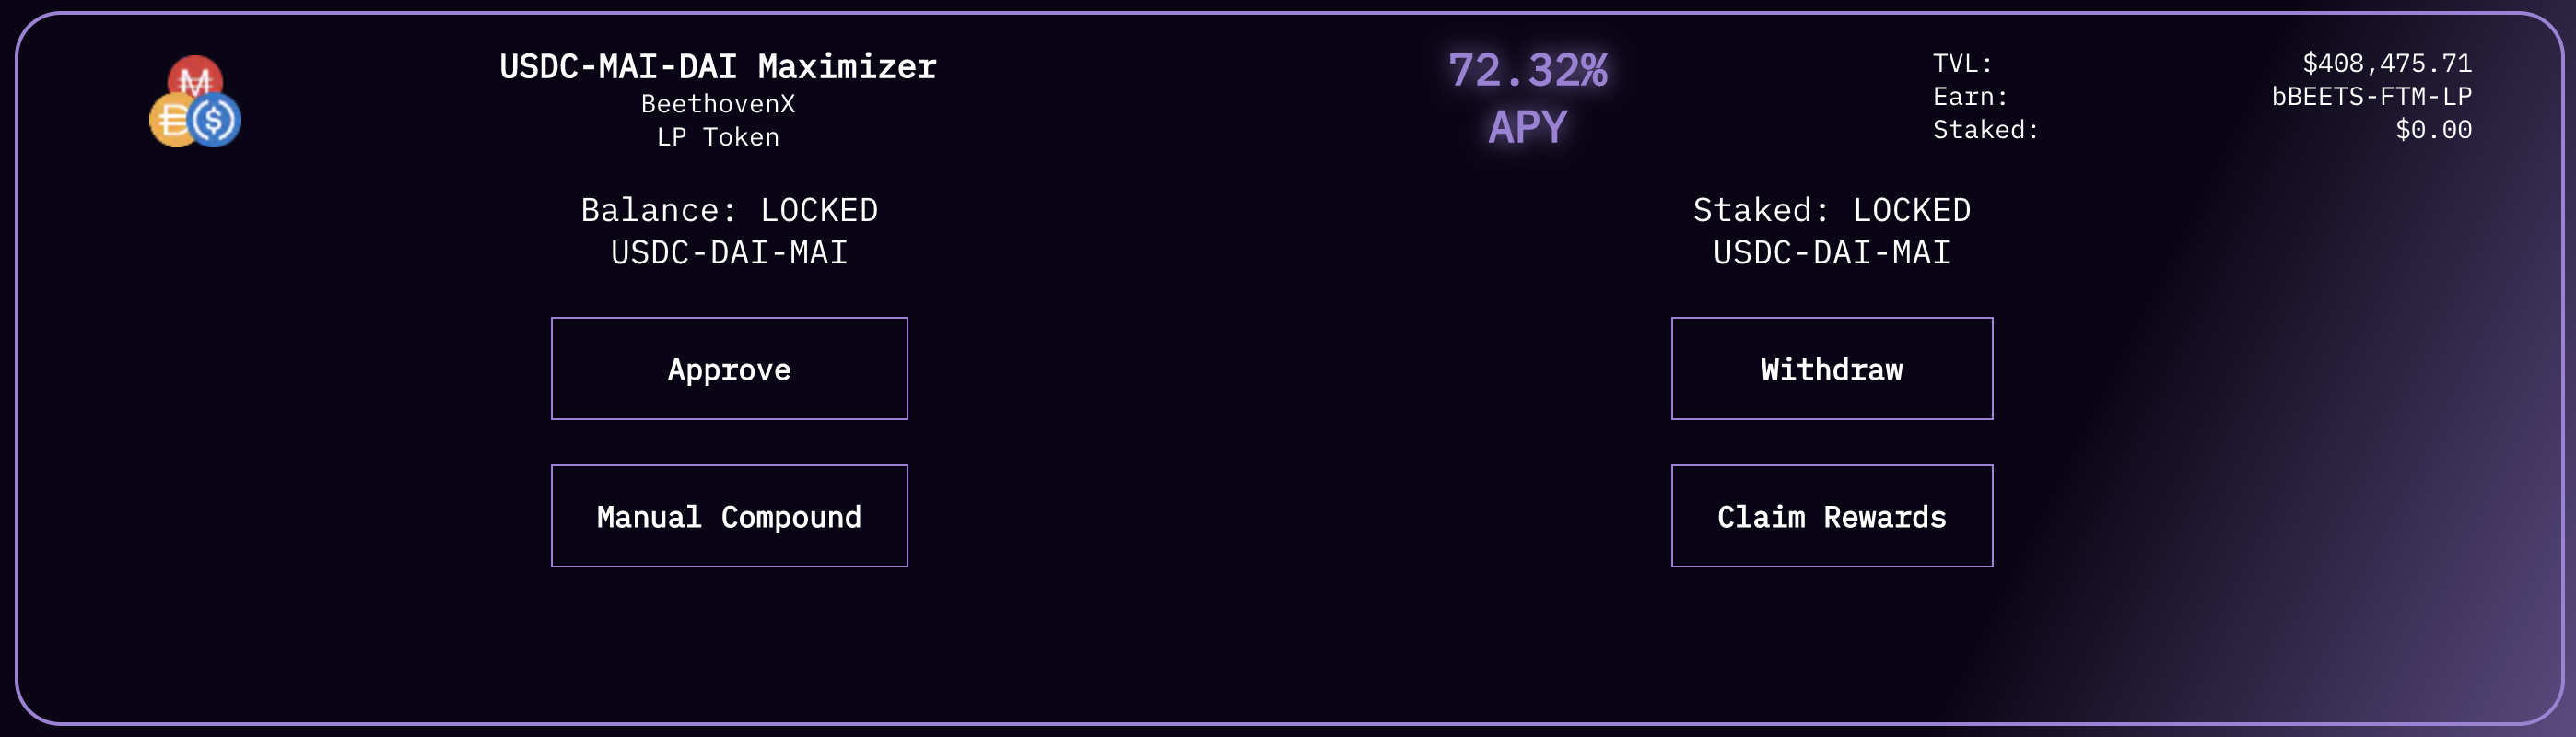 USDC-MAI-DAI Maximizer
BeethovenX
LP Token
72.32%
APY
TVL: $408,475.71
Earn: bBEETS-FTM-LP
Staked: $0.00
Balance: LOCKED
USDC-DAI-MAI
Staked: LOCKED
USDC-DAI-MAI
Approve
Withdraw
Manual Compound
Claim Rewards